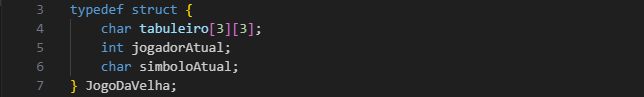 3 typedef struct {
4     char tabuleiro[3][3];
5     int jogadorAtual;
6     char simboloAtual;
7 } JogoDaVelha;